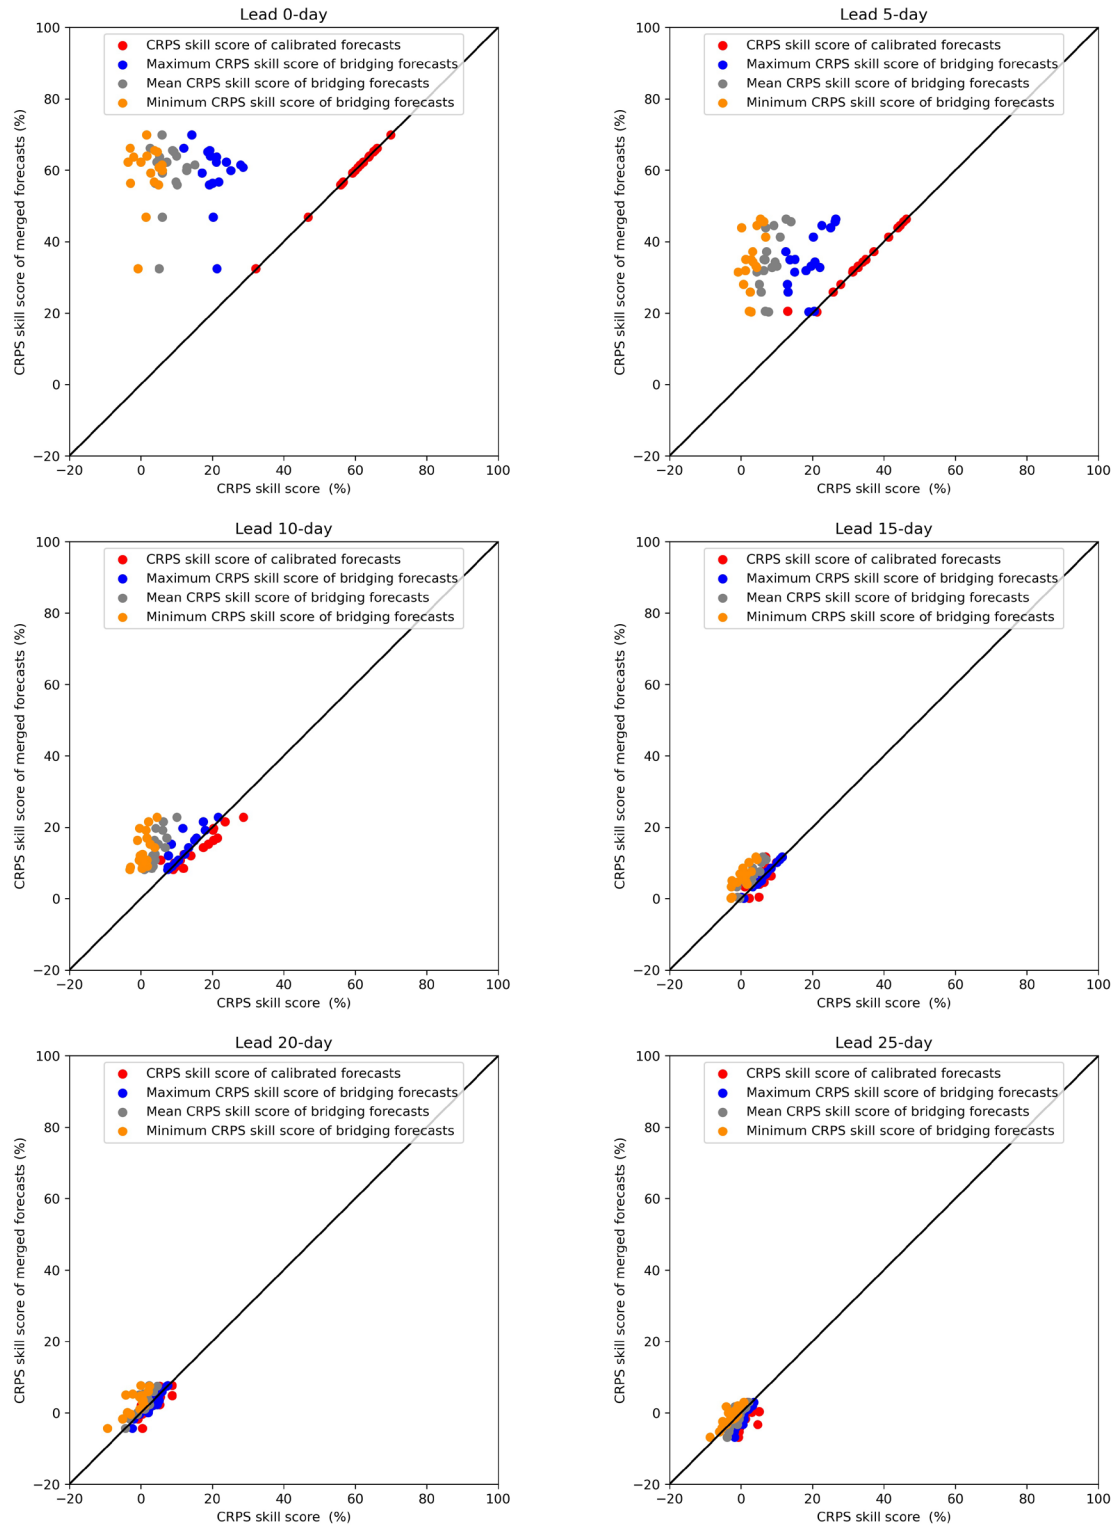 Lead 0-day
CRPS skill score of merged forecasts (%)
100
80
60
40
20
0
−20
CRPS skill score of calibrated forecasts
Maximum CRPS skill score of bridging forecasts
Mean CRPS skill score of bridging forecasts
Minimum CRPS skill score of bridging forecasts
−20 0 20 40 60 80 100
CRPS skill score (%)
Lead 5-day
CRPS skill score of merged forecasts (%)
100
80
60
40
20
0
−20
CRPS skill score of calibrated forecasts
Maximum CRPS skill score of bridging forecasts
Mean CRPS skill score of bridging forecasts
Minimum CRPS skill score of bridging forecasts
−20 0 20 40 60 80 100
CRPS skill score (%)
Lead 10-day
CRPS skill score of merged forecasts (%)
100
80
60
40
20
0
−20
CRPS skill score of calibrated forecasts
Maximum CRPS skill score of bridging forecasts
Mean CRPS skill score of bridging forecasts
Minimum CRPS skill score of bridging forecasts
−20 0 20 40 60 80 100
CRPS skill score (%)
Lead 15-day
CRPS skill score of merged forecasts (%)
100
80
60
40
20
0
−20
CRPS skill score of calibrated forecasts
Maximum CRPS skill score of bridging forecasts
Mean CRPS skill score of bridging forecasts
Minimum CRPS skill score of bridging forecasts
−20 0 20 40 60 80 100
CRPS skill score (%)
Lead 20-day
CRPS skill score of merged forecasts (%)
100
80
60
40
20
0
−20
CRPS skill score of calibrated forecasts
Maximum CRPS skill score of bridging forecasts
Mean CRPS skill score of bridging forecasts
Minimum CRPS skill score of bridging forecasts
−20 0 20 40 60 80 100
CRPS skill score (%)
Lead 25-day
CRPS skill score of merged forecasts (%)
100
80
60
40
20
0
−20
CRPS skill score of calibrated forecasts
Maximum CRPS skill score of bridging forecasts
Mean CRPS skill score of bridging forecasts
Minimum CRPS skill score of bridging forecasts
−20 0 20 40 60 80 100
CRPS skill score (%)